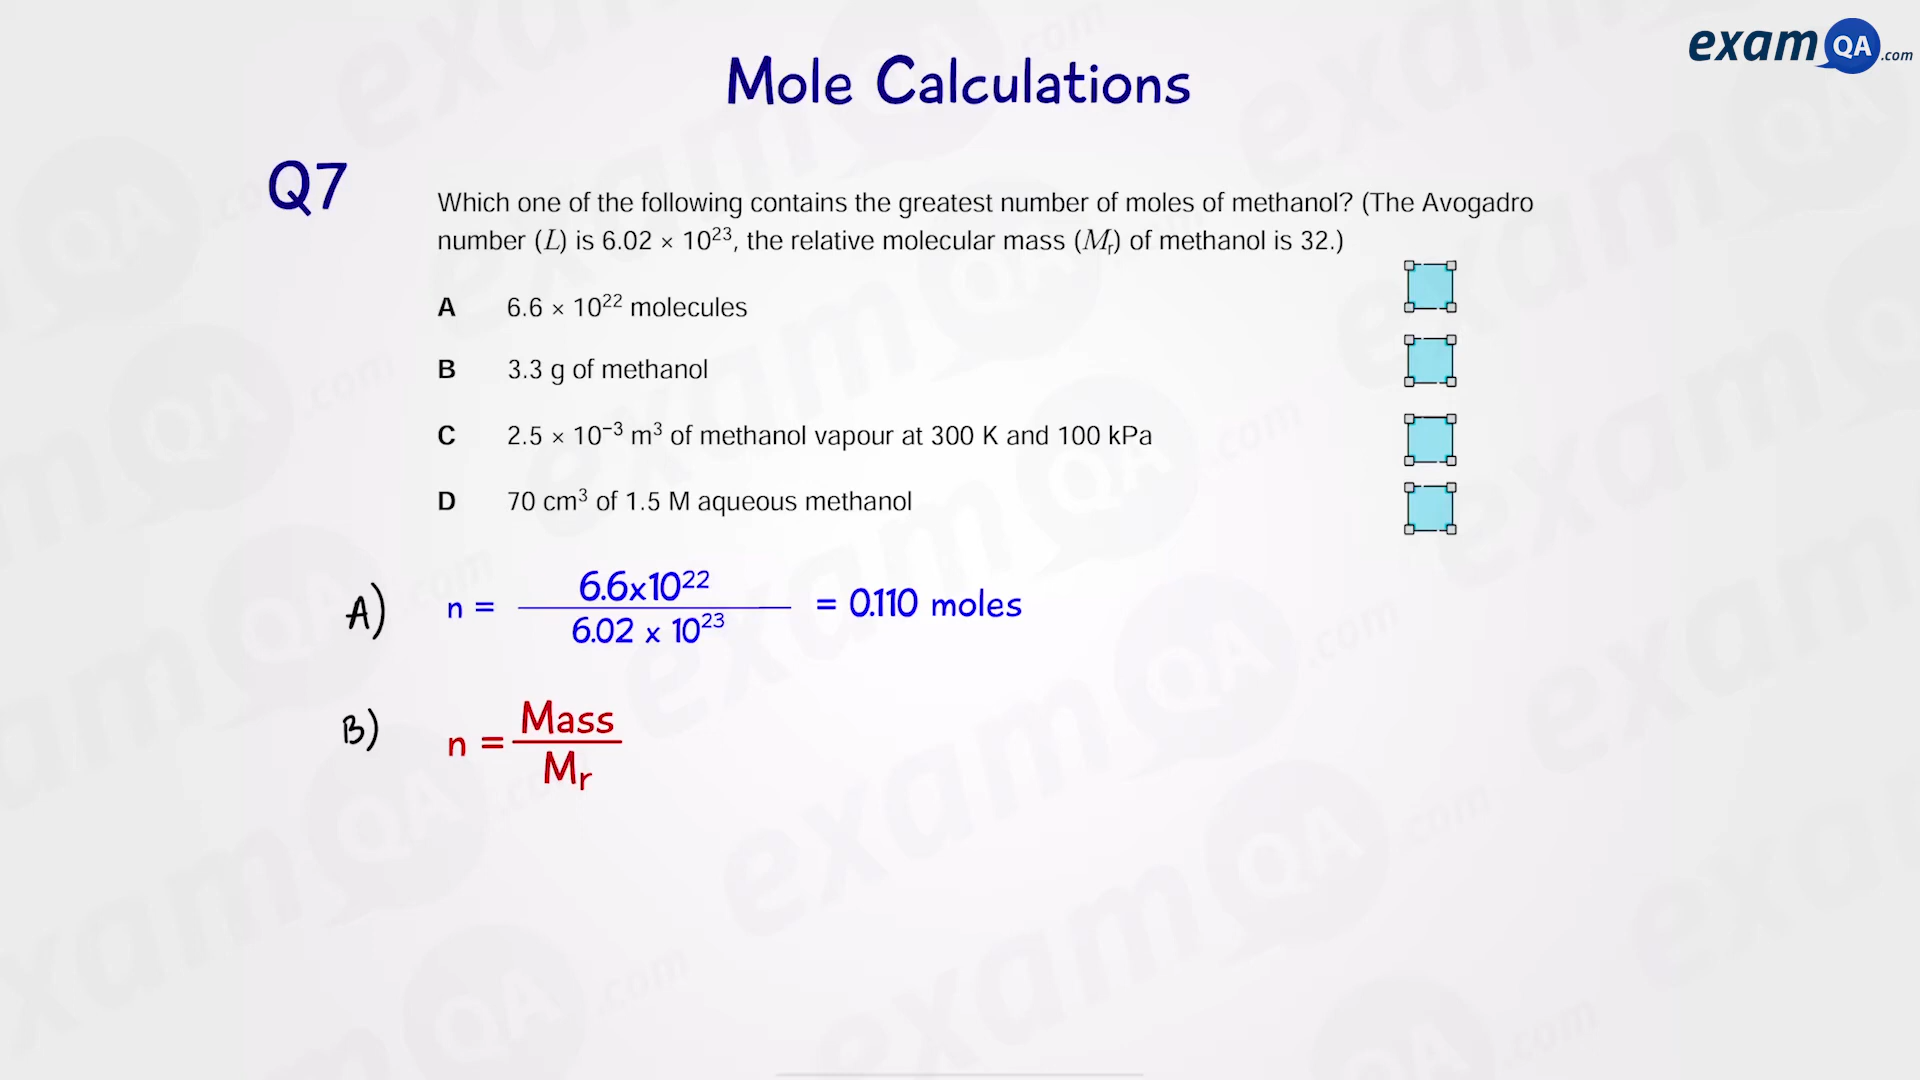 exam QA .com
Mole Calculations
Q7
Which one of the following contains the greatest number of moles of methanol? (The Avogadro
number (L) is 6.02 × 10²³, the relative molecular mass (Mᵣ) of methanol is 32.)
A 6.6 × 10²² molecules
B 3.3 g of methanol
C 2.5 × 10⁻³ m³ of methanol vapour at 300 K and 100 kPa
D 70 cm³ of 1.5 M aqueous methanol
A) n = 6.6x10²² / 6.02 x 10²³ = 0.110 moles
B) n = Mass / Mᵣ